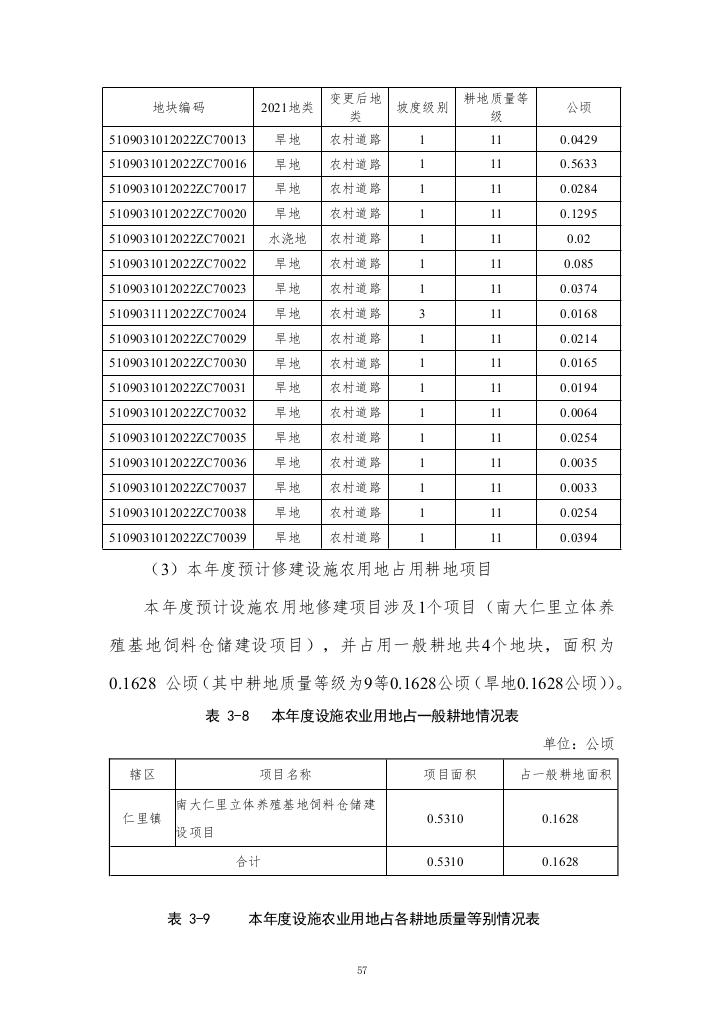 地块编码 2021地类 变更后地类 坡度级别 耕地质量等级 公顷
5109031012022ZC70013 旱地 农村道路 1 11 0.0429
5109031012022ZC70016 旱地 农村道路 1 11 0.5633
5109031012022ZC70017 旱地 农村道路 1 11 0.0284
5109031012022ZC70020 旱地 农村道路 1 11 0.1295
5109031012022ZC70021 水浇地 农村道路 1 11 0.02
5109031012022ZC70022 旱地 农村道路 1 11 0.085
5109031012022ZC70023 旱地 农村道路 1 11 0.0374
5109031112022ZC70024 旱地 农村道路 3 11 0.0168
5109031012022ZC70029 旱地 农村道路 1 11 0.0214
5109031012022ZC70030 旱地 农村道路 1 11 0.0165
5109031012022ZC70031 旱地 农村道路 1 11 0.0194
5109031012022ZC70032 旱地 农村道路 1 11 0.0064
5109031012022ZC70035 旱地 农村道路 1 11 0.0254
5109031012022ZC70036 旱地 农村道路 1 11 0.0035
5109031012022ZC70037 旱地 农村道路 1 11 0.0033
5109031012022ZC70038 旱地 农村道路 1 11 0.0254
5109031012022ZC70039 旱地 农村道路 1 11 0.0394
（3）本年度预计修建设施农用地占用耕地项目
本年度预计设施农用地修建项目涉及1个项目（南大仁里立体养
殖基地饲料仓储建设项目），并占用一般耕地共4个地块，面积为
0.1628 公顷（其中耕地质量等级为9等0.1628公顷（旱地0.1628公顷））。
表 3-8 本年度设施农业用地占一般耕地情况表
单位：公顷
辖区 项目名称 项目面积 占一般耕地面积
仁里镇 南大仁里立体养殖基地饲料仓储建设项目 0.5310 0.1628
合计 0.5310 0.1628
表 3-9 本年度设施农业用地占各耕地质量等别情况表
57